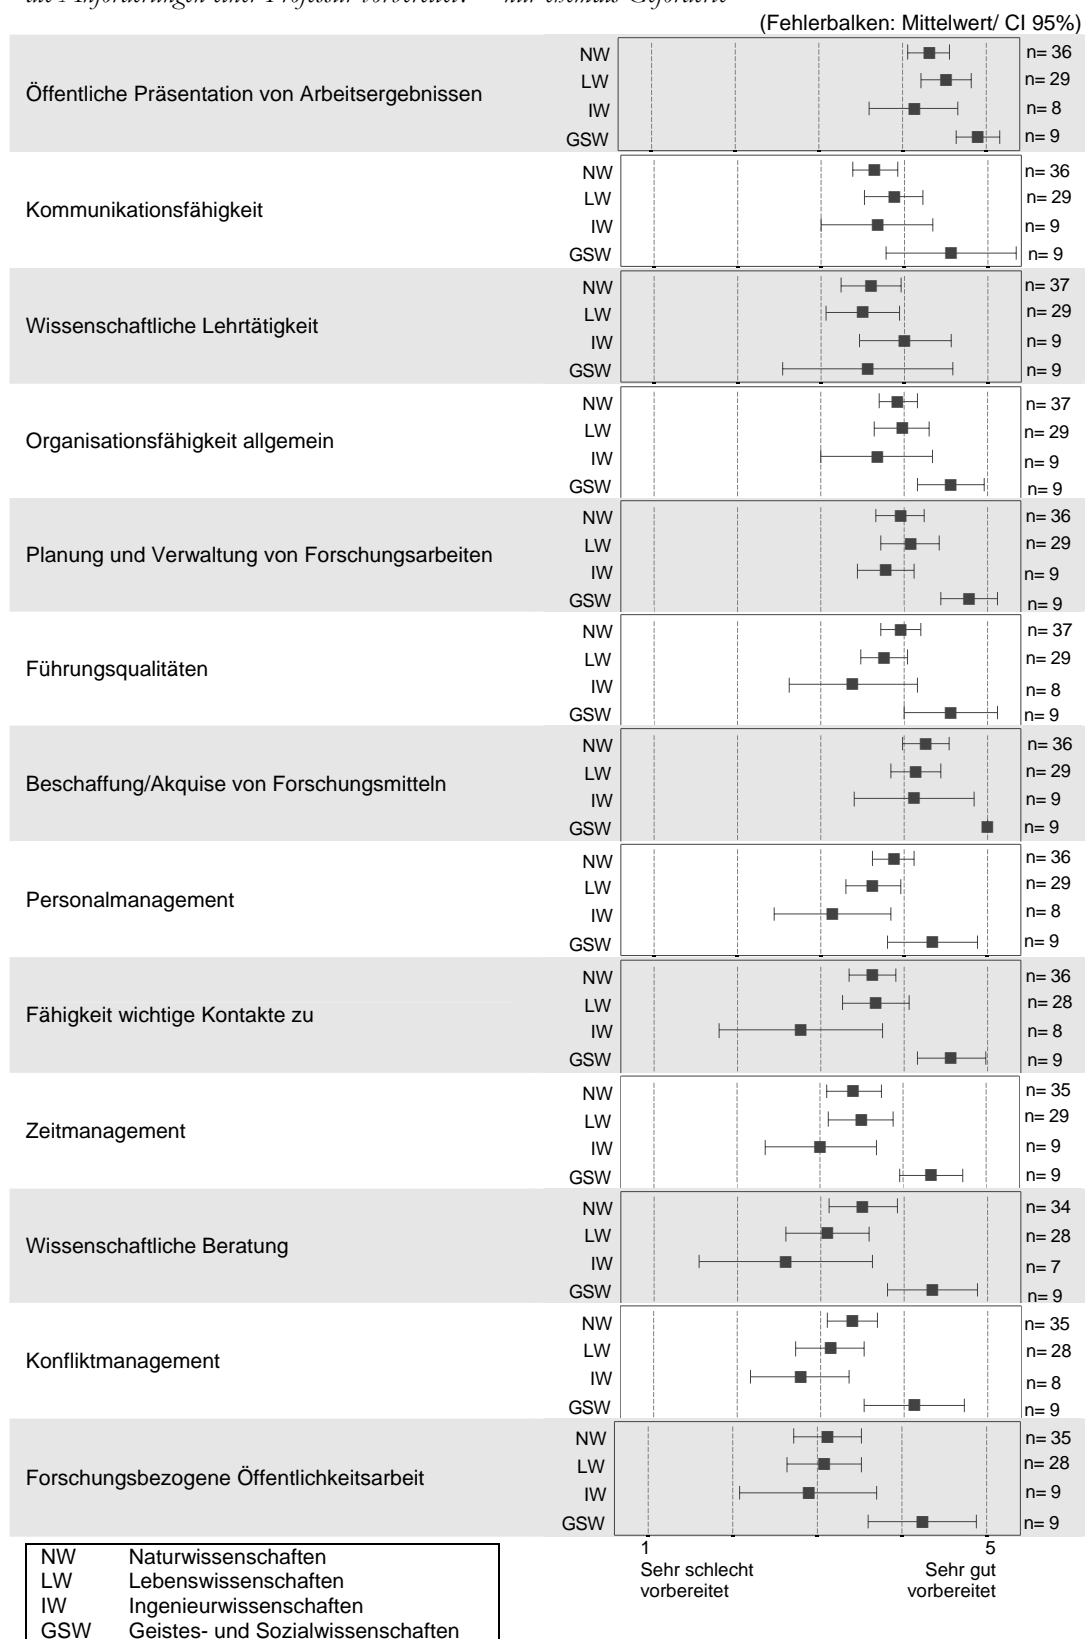 die Anforderungen einer Professur vorbereitet? – nur ehemals Geförderte
(Fehlerbalken: Mittelwert/ CI 95%)
Öffentliche Präsentation von Arbeitsergebnissen
NW n= 36
LW n= 29
IW n= 8
GSW n= 9
Kommunikationsfähigkeit
NW n= 36
LW n= 29
IW n= 9
GSW n= 9
Wissenschaftliche Lehrtätigkeit
NW n= 37
LW n= 29
IW n= 9
GSW n= 9
Organisationsfähigkeit allgemein
NW n= 37
LW n= 29
IW n= 9
GSW n= 9
Planung und Verwaltung von Forschungsarbeiten
NW n= 36
LW n= 29
IW n= 9
GSW n= 9
Führungsqualitäten
NW n= 37
LW n= 29
IW n= 8
GSW n= 9
Beschaffung/Akquise von Forschungsmitteln
NW n= 36
LW n= 29
IW n= 9
GSW n= 9
Personalmanagement
NW n= 36
LW n= 29
IW n= 8
GSW n= 9
Fähigkeit wichtige Kontakte zu
NW n= 36
LW n= 28
IW n= 8
GSW n= 9
Zeitmanagement
NW n= 35
LW n= 29
IW n= 9
GSW n= 9
Wissenschaftliche Beratung
NW n= 34
LW n= 28
IW n= 7
GSW n= 9
Konfliktmanagement
NW n= 35
LW n= 28
IW n= 8
GSW n= 9
Forschungsbezogene Öffentlichkeitsarbeit
NW n= 35
LW n= 28
IW n= 9
GSW n= 9
1 5
Sehr schlecht Sehr gut
vorbereitet vorbereitet
NW Naturwissenschaften
LW Lebenswissenschaften
IW Ingenieurwissenschaften
GSW Geistes- und Sozialwissenschaften